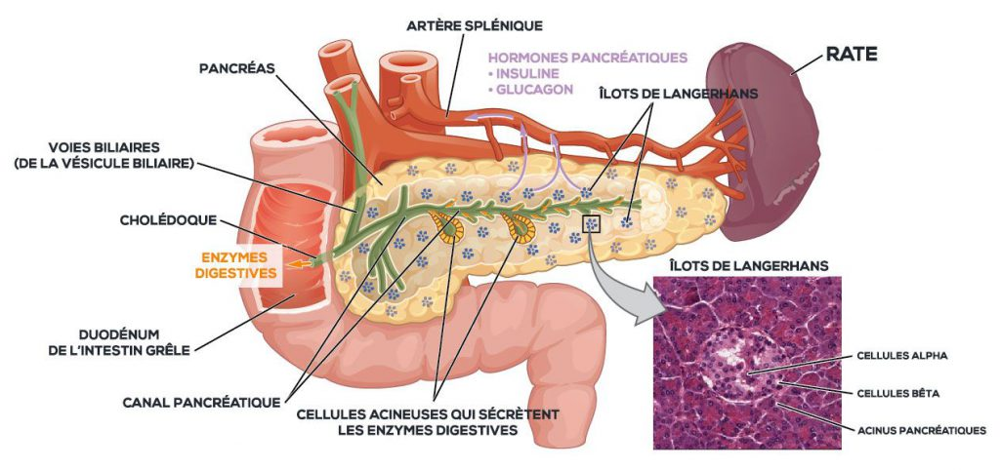 ARTÈRE SPLÉNIQUE
PANCRÉAS
HORMONES PANCRÉATIQUES
• INSULINE
• GLUCAGON
RATE
ÎLOTS DE LANGERHANS
VOIES BILIAIRES
(DE LA VÉSICULE BILIAIRE)
CHOLÉDOQUE
ENZYMES
DIGESTIVES
DUODÉNUM
DE L'INTESTIN GRÊLE
CANAL PANCRÉATIQUE
CELLULES ACINEUSES QUI SÉCRÈTENT
LES ENZYMES DIGESTIVES
ÎLOTS DE LANGERHANS
CELLULES ALPHA
CELLULES BÊTA
ACINUS PANCRÉATIQUES